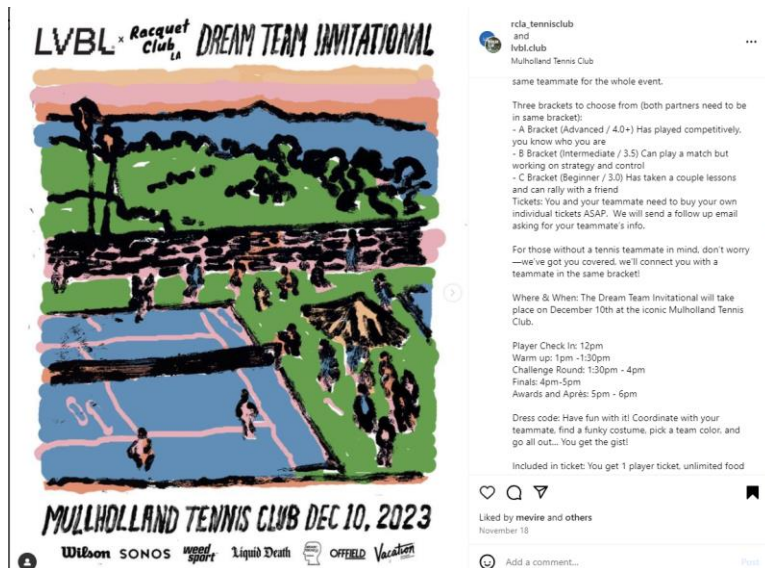 LVBL x Racquet Club LA DREAM TEAM INVITATIONAL
MULLHOLLAND TENNIS CLUB DEC 10, 2023
Wilson SONOS weed sport Liquid Death OFFFIELD Vacation
rcla_tennisclub
and
lvbl.club
Mulholland Tennis Club
same teammate for the whole event.
Three brackets to choose from (both partners need to be
in same bracket):
- A Bracket (Advanced / 4.0+) Has played competitively,
you know who you are
- B Bracket (Intermediate / 3.5) Can play a match but
working on strategy and control
- C Bracket (Beginner / 3.0) Has taken a couple lessons
and can rally with a friend
Tickets: You and your teammate need to buy your own
individual tickets ASAP. We will send a follow up email
asking for your teammate's info.
For those without a tennis teammate in mind, don't worry
—we've got you covered, we'll connect you with a
teammate in the same bracket!
Where & When: The Dream Team Invitational will take
place on December 10th at the iconic Mulholland Tennis
Club.
Player Check In: 12pm
Warm up: 1pm -1:30pm
Challenge Round: 1:30pm - 4pm
Finals: 4pm-5pm
Awards and Après: 5pm - 6pm
Dress code: Have fun with it! Coordinate with your
teammate, find a funky costume, pick a team color, and
go all out... You get the gist!
Included in ticket: You get 1 player ticket, unlimited food
Liked by mevire and others
November 18
Add a comment...
Post